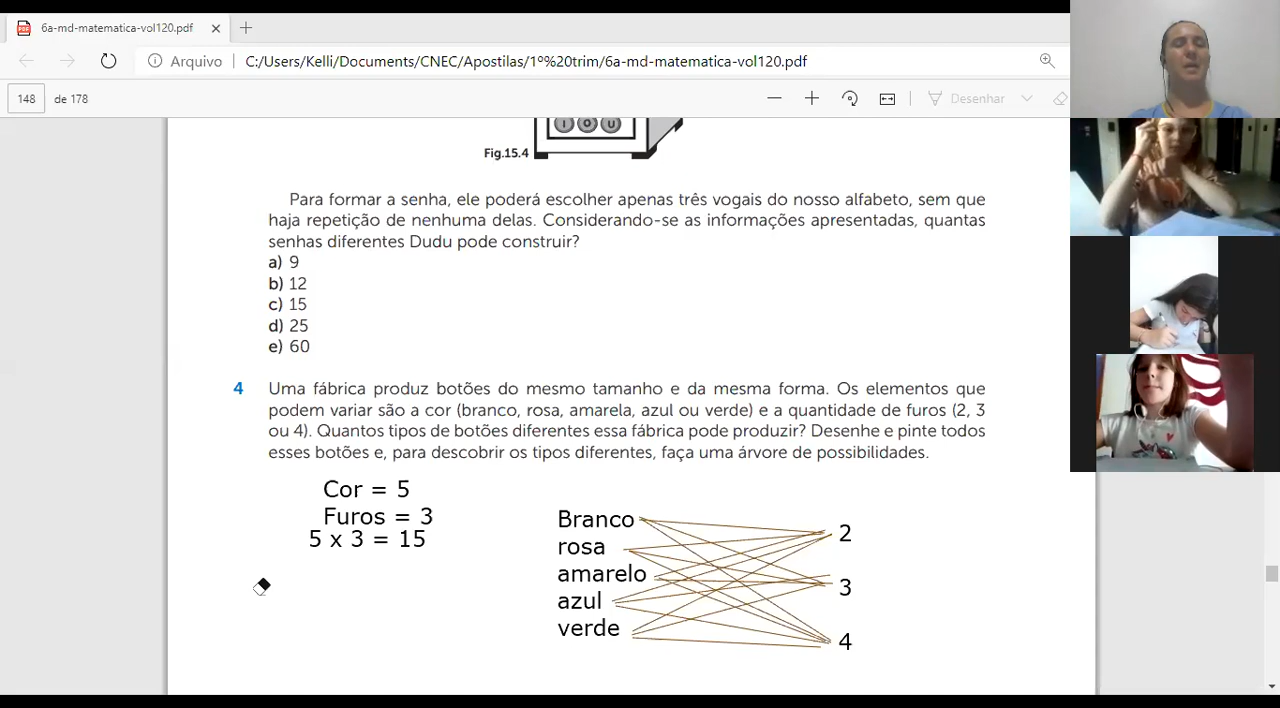 6a-md-matematica-vol120.pdf
Arquivo C:/Users/Kelli/Documents/CNEC/Apostilas/1º%20trim/6a-md-matematica-vol120.pdf
148 de 178 Desenhar
I O U
Fig.15.4
Para formar a senha, ele poderá escolher apenas três vogais do nosso alfabeto, sem que
haja repetição de nenhuma delas. Considerando-se as informações apresentadas, quantas
senhas diferentes Dudu pode construir?
a) 9
b) 12
c) 15
d) 25
e) 60
4 Uma fábrica produz botões do mesmo tamanho e da mesma forma. Os elementos que
podem variar são a cor (branco, rosa, amarela, azul ou verde) e a quantidade de furos (2, 3
ou 4). Quantos tipos de botões diferentes essa fábrica pode produzir? Desenhe e pinte todos
esses botões e, para descobrir os tipos diferentes, faça uma árvore de possibilidades.
Cor = 5
Furos = 3
5 x 3 = 15
Branco
rosa
amarelo
azul
verde
2
3
4